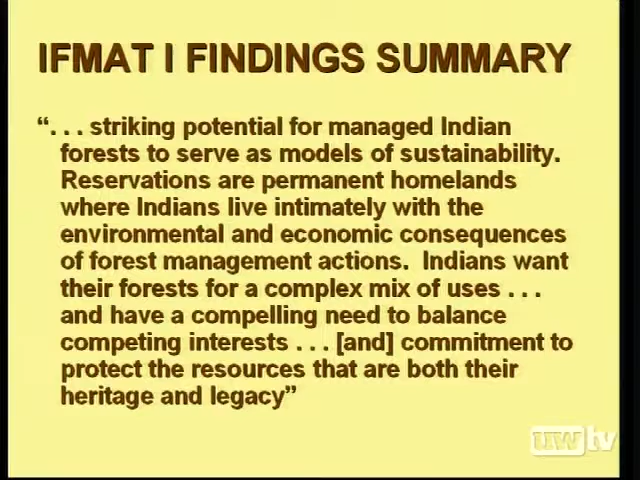 IFMAT I FINDINGS SUMMARY
“. . . striking potential for managed Indian
forests to serve as models of sustainability.
Reservations are permanent homelands
where Indians live intimately with the
environmental and economic consequences
of forest management actions.  Indians want
their forests for a complex mix of uses . . .
and have a compelling need to balance
competing interests . . . [and] commitment to
protect the resources that are both their
heritage and legacy”
uwtv